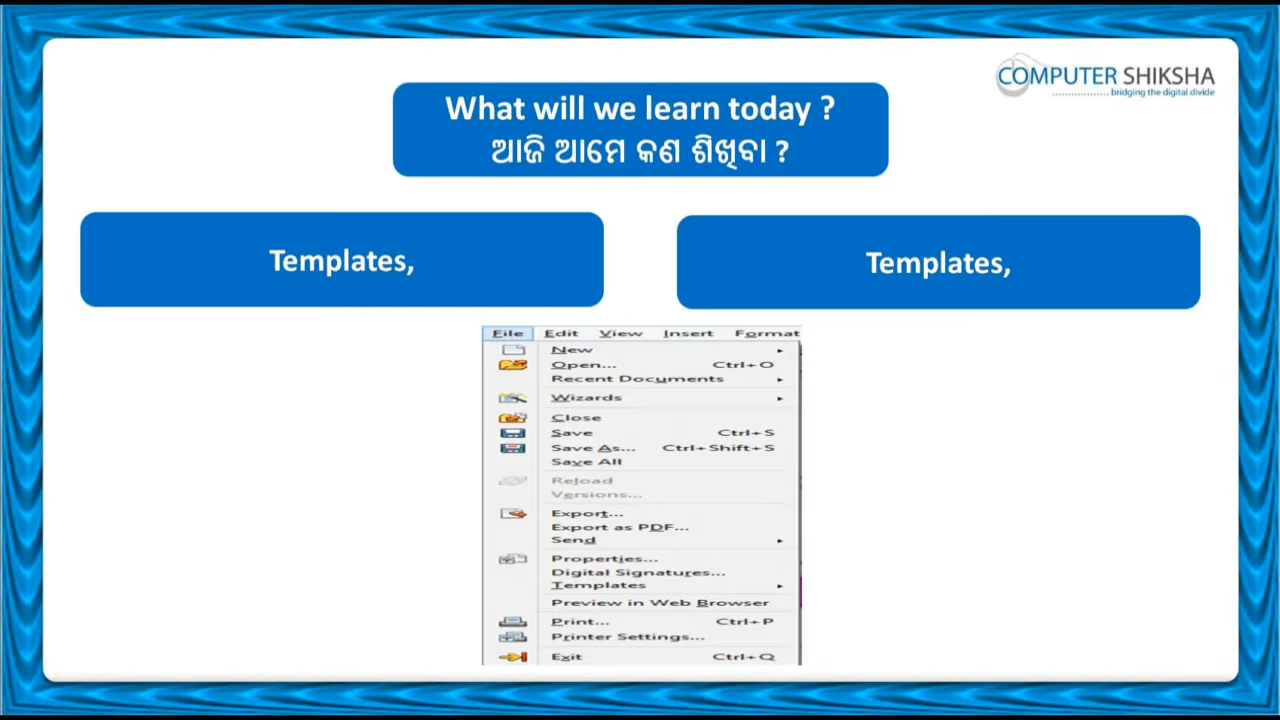 COMPUTER SHIKSHA
.................. bridging the digital divide
What will we learn today ?
ଆଜି ଆମେ କଣ ଶିଖିବା ?
Templates,
Templates,
File Edit View Insert Format
New
Open... Ctrl+O
Recent Documents
Wizards
Close
Save Ctrl+S
Save As... Ctrl+Shift+S
Save All
Reload
Versions...
Export...
Export as PDF...
Send
Properties...
Digital Signatures...
Templates
Preview in Web Browser
Print... Ctrl+P
Printer Settings...
Exit Ctrl+Q